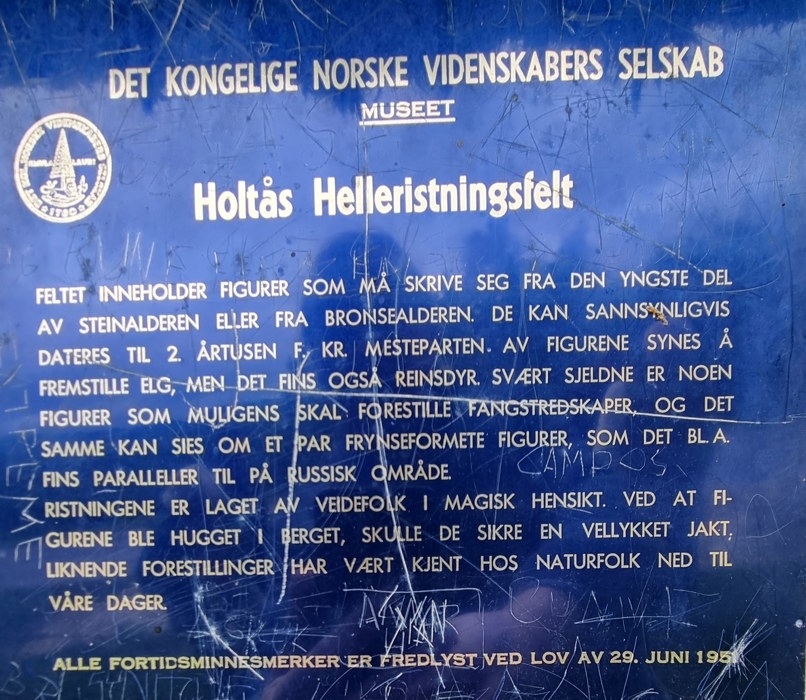 DET KONGELIGE NORSKE VIDENSKABERS SELSKAB
MUSEET
Holtås Helleristningsfelt
FELTET INNEHOLDER FIGURER SOM MÅ SKRIVE SEG FRA DEN YNGSTE DEL
AV STEINALDEREN ELLER FRA BRONSEALDEREN. DE KAN SANNSYNLIGVIS
DATERES TIL 2. ÅRTUSEN F. KR. MESTEPARTEN AV FIGURENE SYNES Å
FREMSTILLE ELG, MEN DET FINS OGSÅ REINSDYR. SVÆRT SJELDNE ER NOEN
FIGURER SOM MULIGENS SKAL FORESTILLE FANGSTREDSKAPER, OG DET
SAMME KAN SIES OM ET PAR FRYNSEFORMETE FIGURER, SOM DET BL. A.
FINS PARALLELLER TIL PÅ RUSSISK OMRÅDE.
RISTNINGENE ER LAGET AV VEIDEFOLK I MAGISK HENSIKT. VED AT FI-
GURENE BLE HUGGET I BERGET, SKULLE DE SIKRE EN VELLYKKET JAKT,
LIKNENDE FORESTILLINGER HAR VÆRT KJENT HOS NATURFOLK NED TIL
VÅRE DAGER.
ALLE FORTIDSMINNESMERKER ER FREDLYST VED LOV AV 29. JUNI
CAMPOS